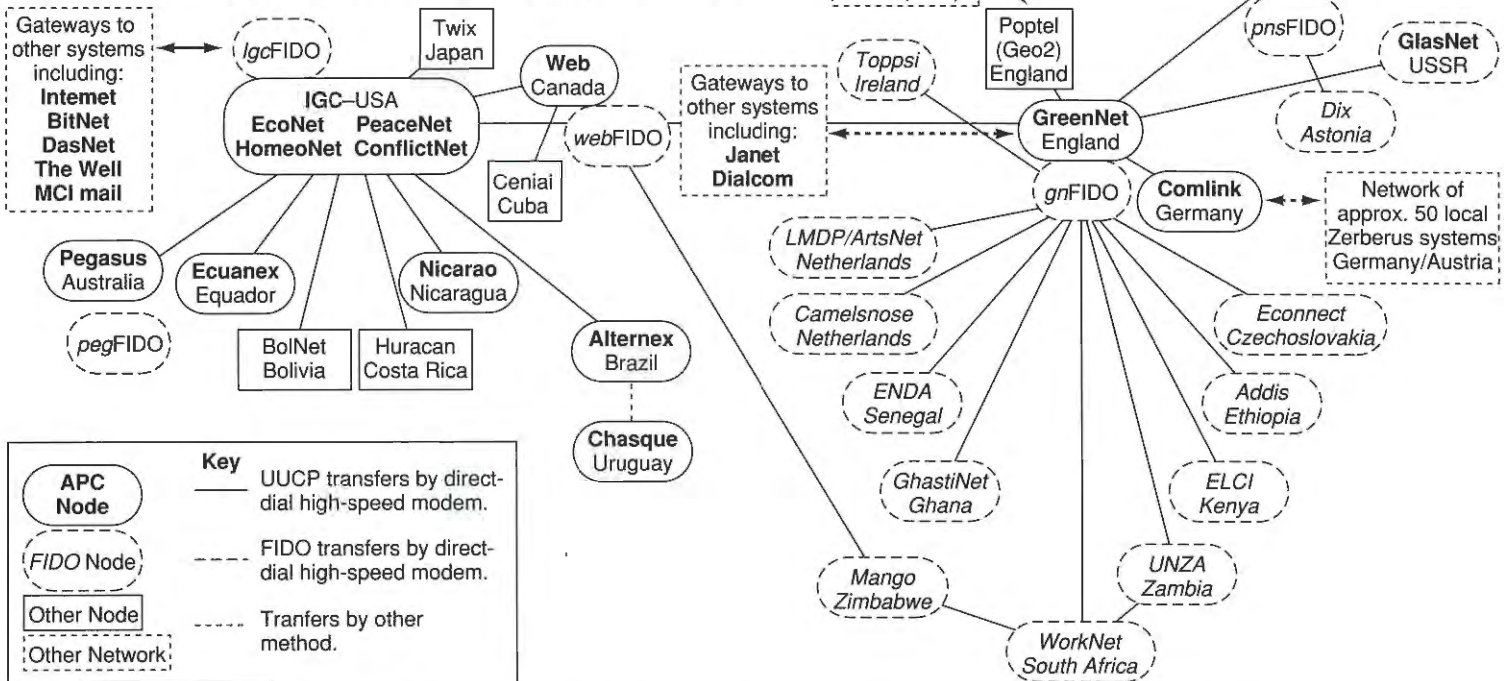 Gateways to
other systems
including:
Internet
BitNet
DasNet
The Well
MCI mail
IgcFIDO
Twix
Japan
Web
Canada
IGC–USA
EcoNet PeaceNet
HomeoNet ConflictNet
webFIDO
Ceniai
Cuba
Pegasus
Australia
pegFIDO
Ecuanex
Equador
BolNet
Bolivia
Huracan
Costa Rica
Nicarao
Nicaragua
Alternex
Brazil
Chasque
Uruguay
Gateways to
other systems
including:
Janet
Dialcom
Toppsi
Ireland
Poptel
(Geo2)
England
GreenNet
England
pnsFIDO
GlasNet
USSR
Dix
Astonia
gnFIDO
Comlink
Germany
Network of
approx. 50 local
Zerberus systems
Germany/Austria
LMDP/ArtsNet
Netherlands
Camelsnose
Netherlands
ENDA
Senegal
GhastiNet
Ghana
Mango
Zimbabwe
WorkNet
South Africa
UNZA
Zambia
ELCI
Kenya
Addis
Ethiopia
Econnect
Czechoslovakia
Key
APC
Node
FIDO Node
Other Node
Other Network
UUCP transfers by direct-
dial high-speed modem.
FIDO transfers by direct-
dial high-speed modem.
Tranfers by other
method.